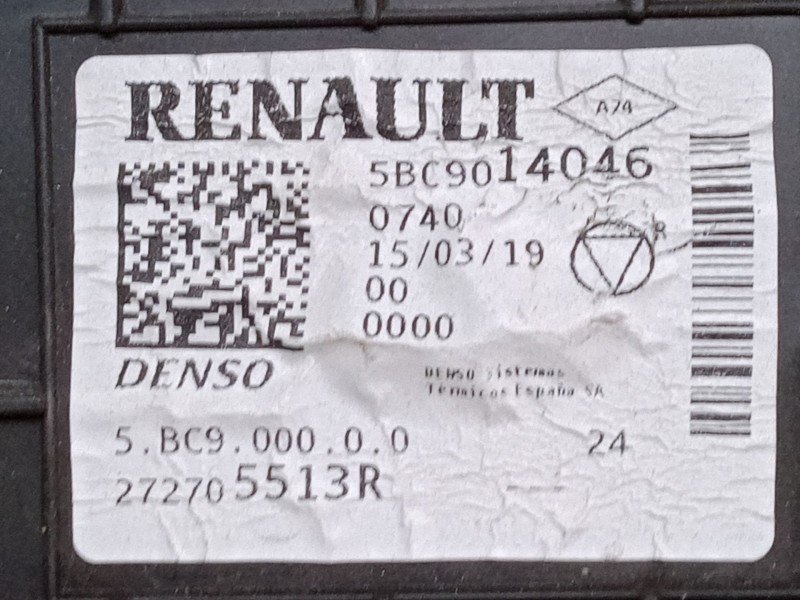 RENAULT
A74
5BC9014046
0740
15/03/19
R
00
0000
DENSO
DENSO Sistemas
Térmicos España SA
5.BC9.000.0.0
24
272705513R